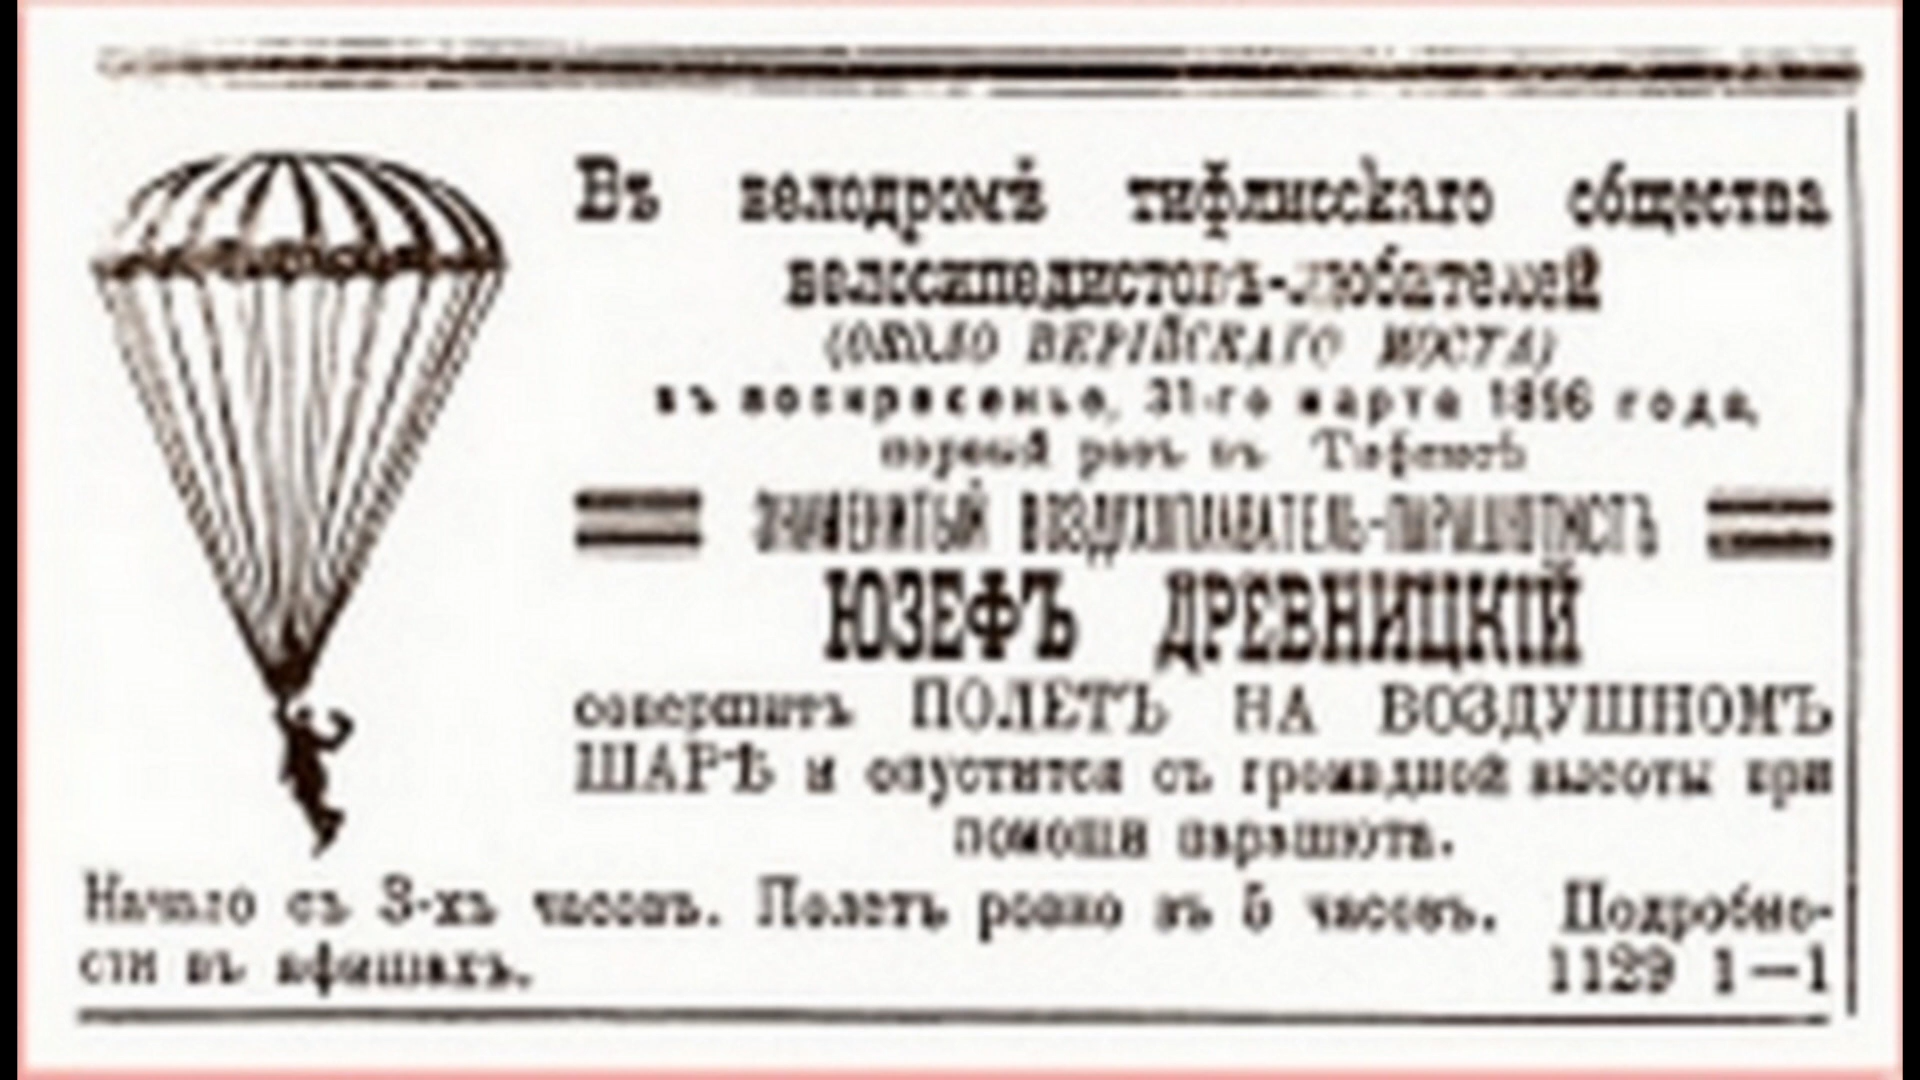 Въ велодромѣ тифлисскаго общества
велосипедистовъ-любателей
(ОКОЛО ВЕРІЙСКАГО МОСТА)
въ воскресенье, 31-го марта 1896 года,
первый разъ въ Тифлисѣ
ЗНАМЕНИТЫЙ ВОЗДУХОПЛАВАТЕЛЬ-ПАРАШЮТИСТЪ
ЮЗЕФЪ ДРЕВНИЦКІЙ
совершитъ ПОЛЕТЪ НА ВОЗДУШНОМЪ
ШАРѢ и опустится съ громадной высоты при
помощи парашюта.
Начало съ 3-хъ часовъ. Полетъ ровно въ 5 часовъ. Подробно-
сти въ афишахъ.
1129 1—1